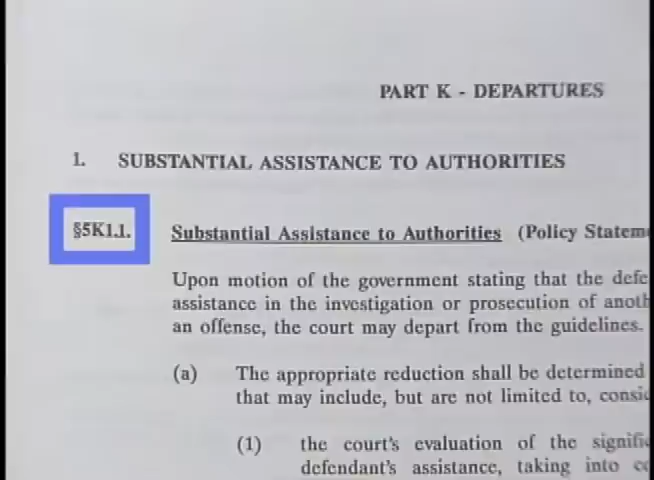 PART K - DEPARTURES
1. SUBSTANTIAL ASSISTANCE TO AUTHORITIES
§5K1.1. Substantial Assistance to Authorities (Policy
Upon motion of the government stating that the
assistance in the investigation or prosecution of
an offense, the court may depart from the guidelines.
(a) The appropriate reduction shall be determined
that may include, but are not limited to,
(1) the court's evaluation of the
defendant's assistance, taking into